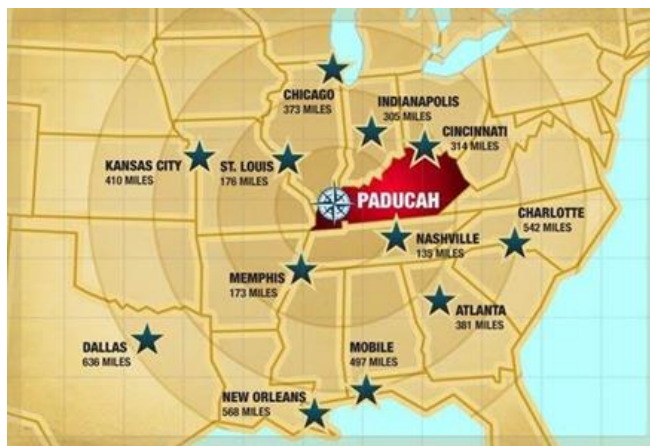 CHICAGO
373 MILES
INDIANAPOLIS
305 MILES
CINCINNATI
314 MILES
KANSAS CITY
410 MILES
ST. LOUIS
176 MILES
PADUCAH
CHARLOTTE
542 MILES
NASHVILLE
135 MILES
MEMPHIS
173 MILES
ATLANTA
381 MILES
DALLAS
636 MILES
MOBILE
497 MILES
NEW ORLEANS
568 MILES